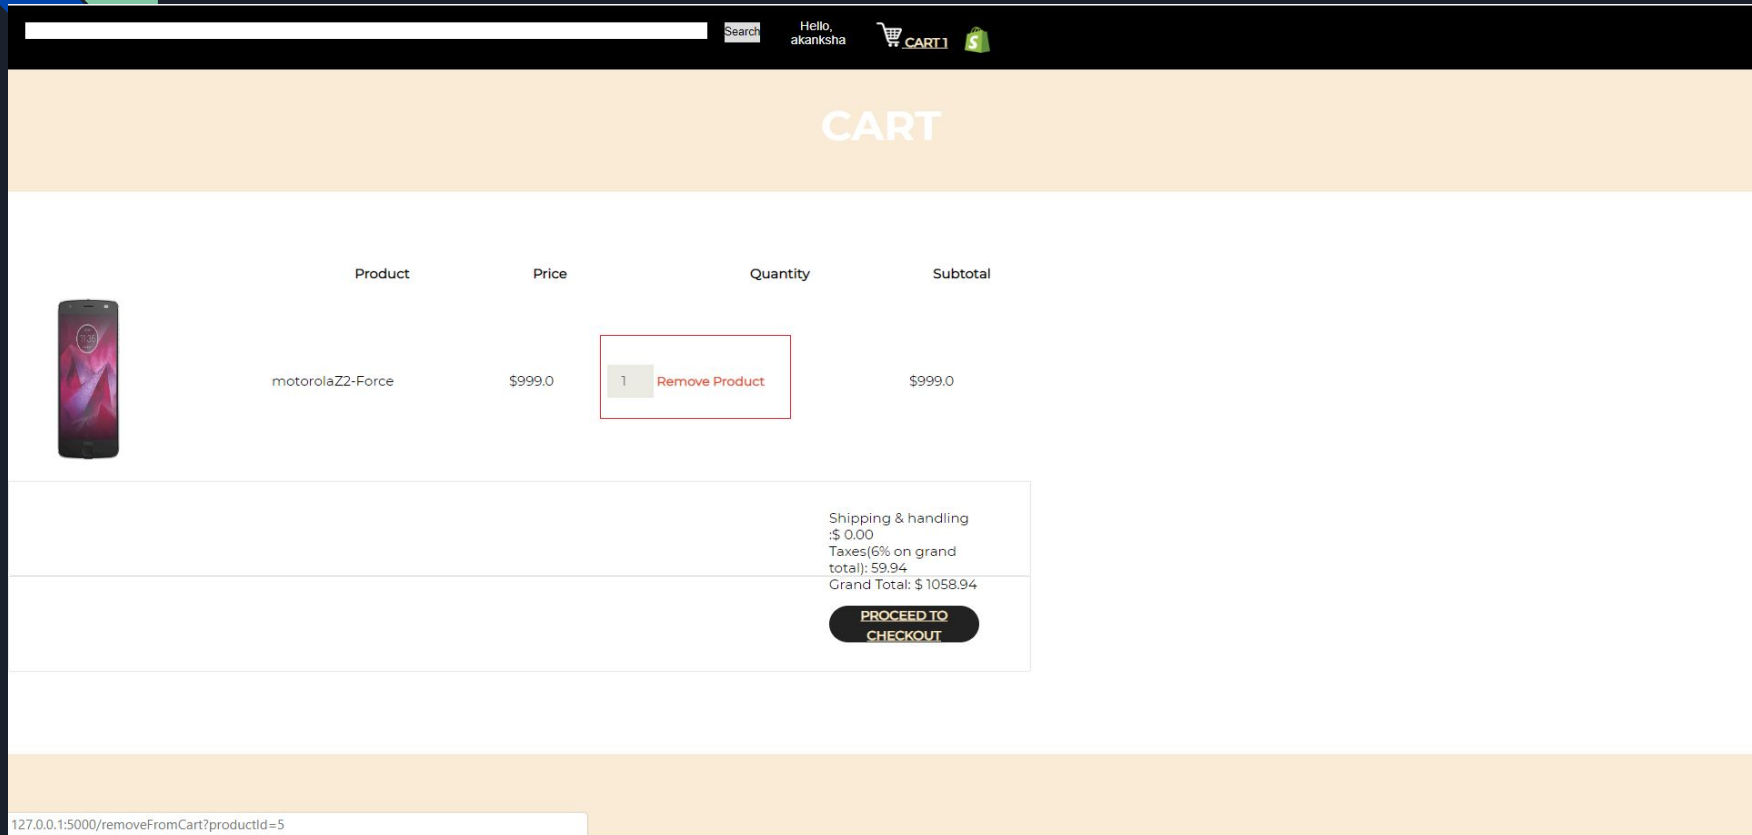 Search
Hello,
akanksha
CART 1
CART
Product Price Quantity Subtotal
motorolaZ2-Force $999.0 1 Remove Product $999.0
Shipping & handling
:$ 0.00
Taxes(6% on grand
total): 59.94
Grand Total: $ 1058.94
PROCEED TO
CHECKOUT
127.0.0.1:5000/removeFromCart?productId=5